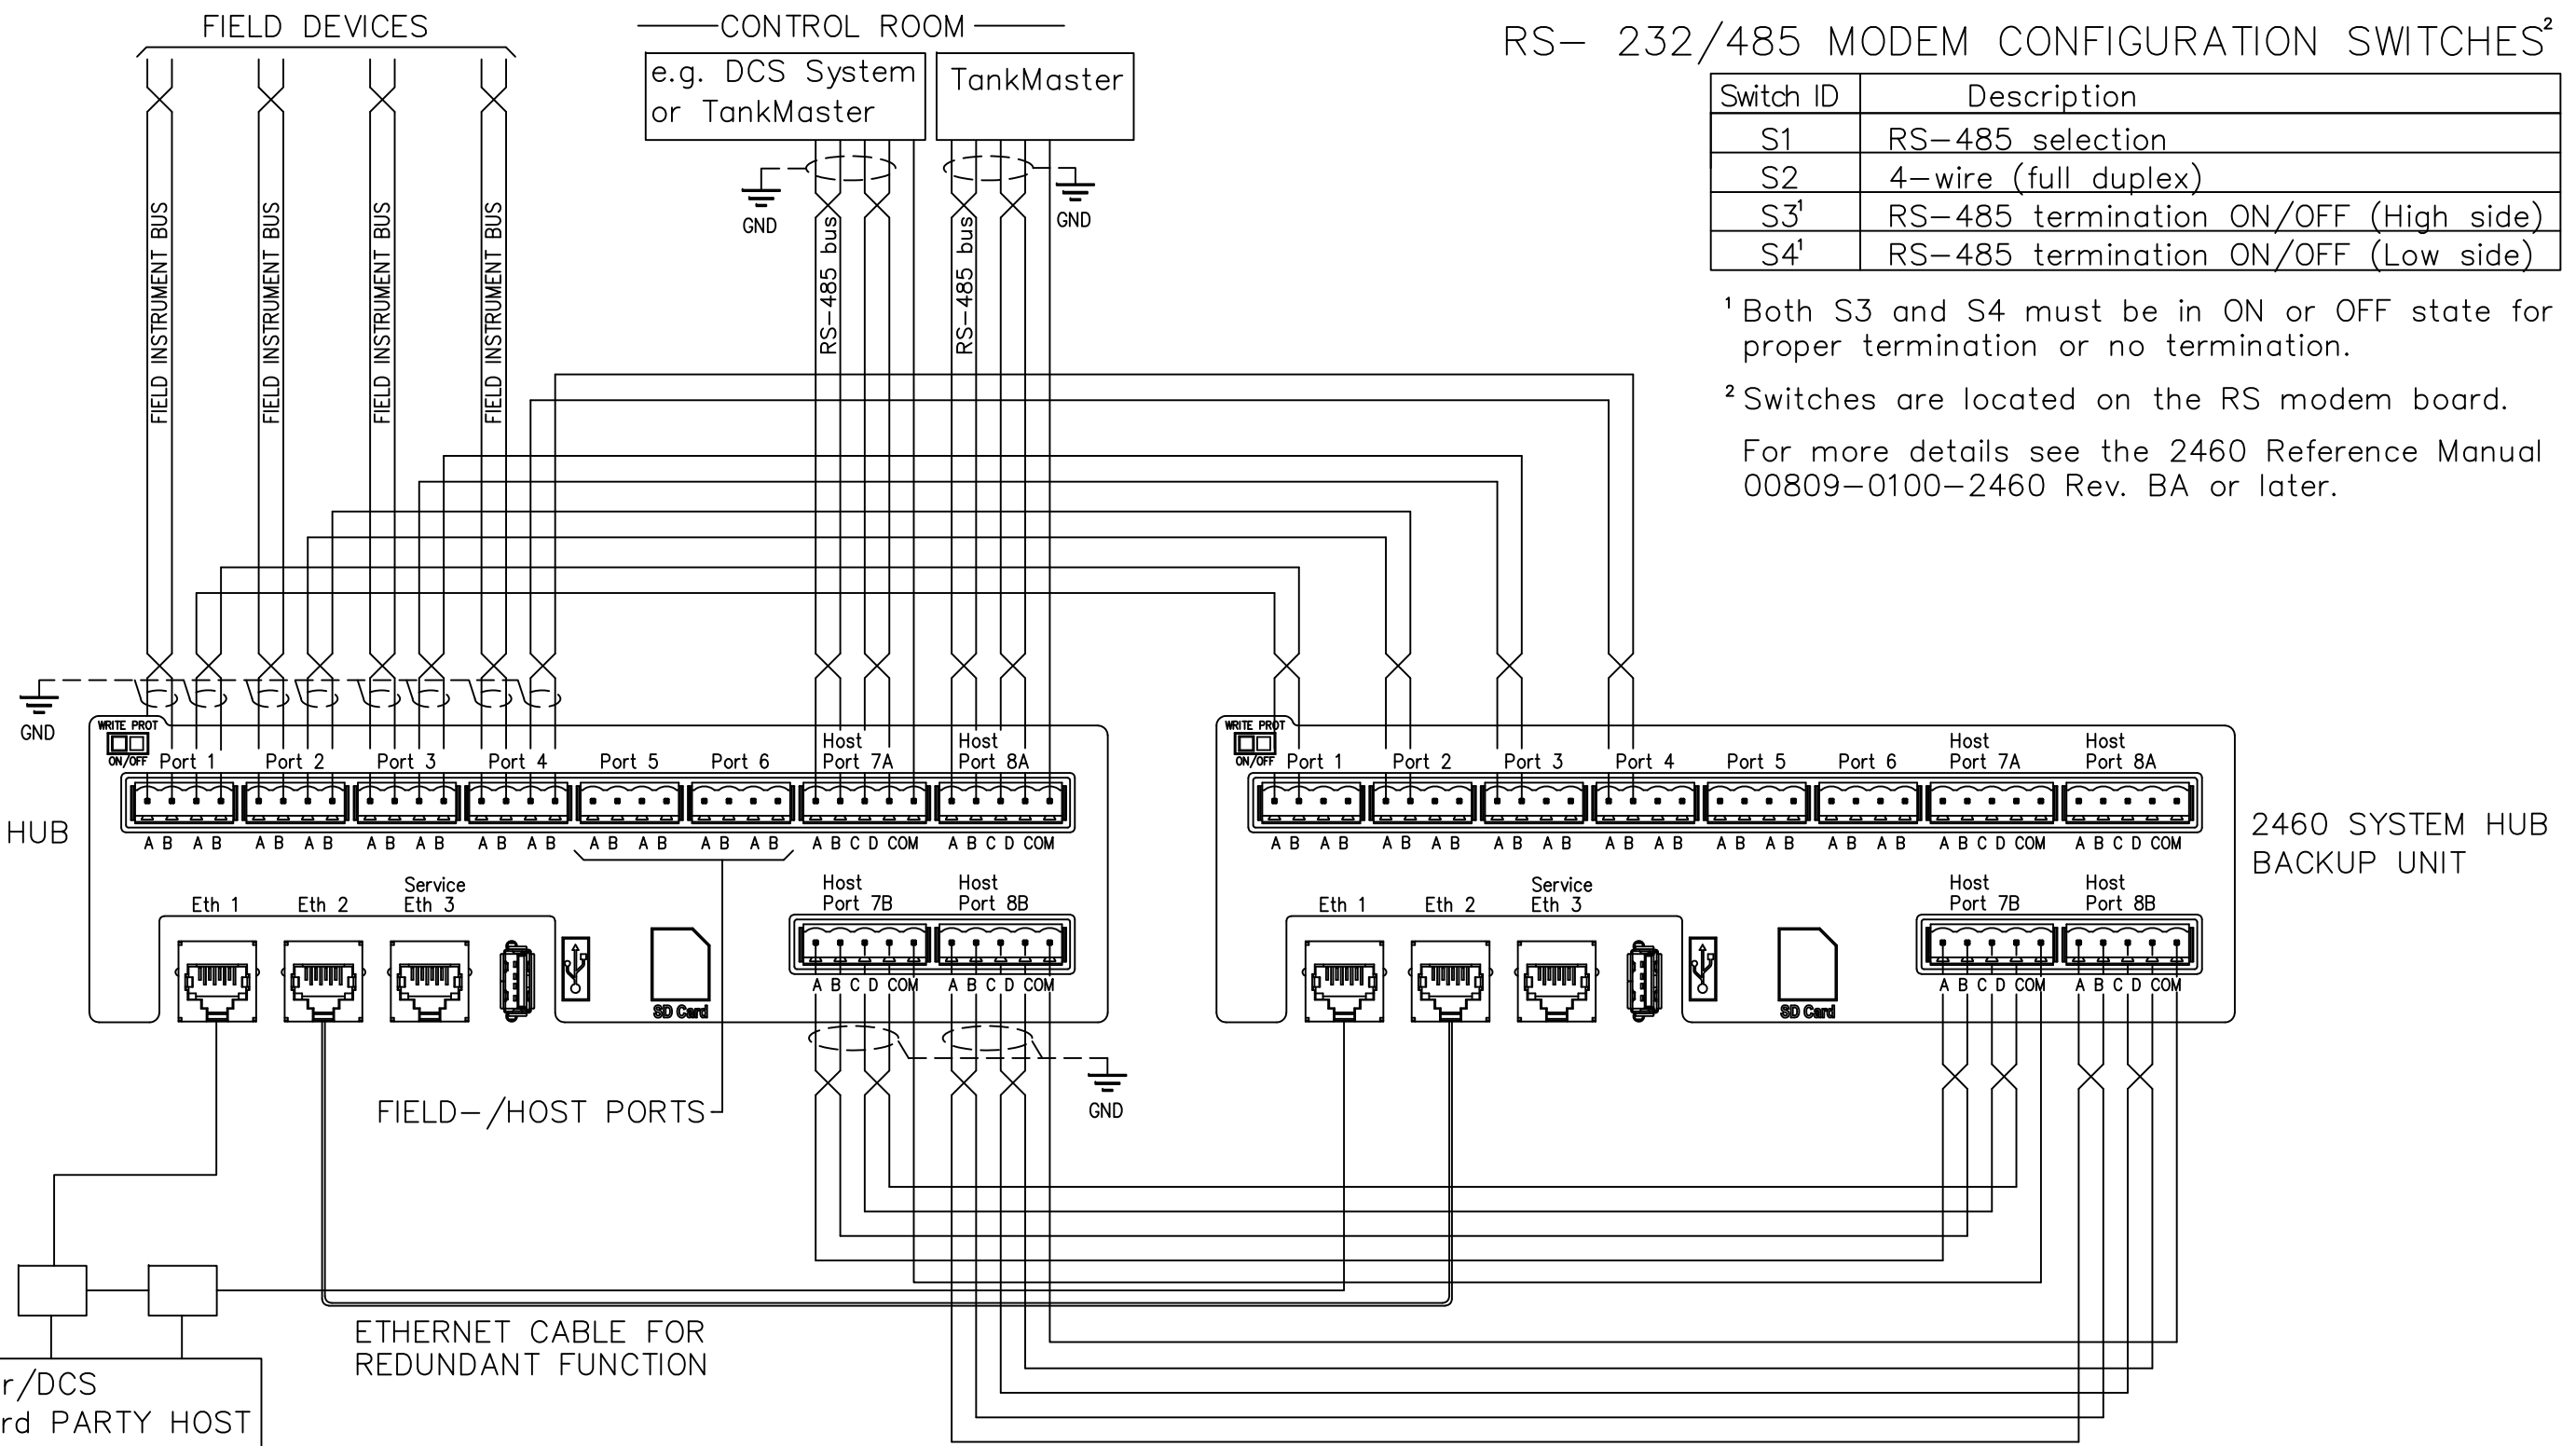 FIELD DEVICES
CONTROL ROOM
e.g. DCS System
or TankMaster
TankMaster
RS- 232/485 MODEM CONFIGURATION SWITCHES²
Switch ID Description
S1 RS-485 selection
S2 4-wire (full duplex)
S3¹ RS-485 termination ON/OFF (High side)
S4¹ RS-485 termination ON/OFF (Low side)
¹ Both S3 and S4 must be in ON or OFF state for
proper termination or no termination.
² Switches are located on the RS modem board.
For more details see the 2460 Reference Manual
00809-0100-2460 Rev. BA or later.
GND
GND
FIELD INSTRUMENT BUS
FIELD INSTRUMENT BUS
FIELD INSTRUMENT BUS
FIELD INSTRUMENT BUS
RS-485 bus
RS-485 bus
GND
WRITE PROT
ON/OFF
Port 1 Port 2 Port 3 Port 4 Port 5 Port 6 Host Port 7A Host Port 8A
A B A B A B A B A B A B A B A B A B A B A B A B A B C D COM A B C D COM
HUB
Eth 1 Eth 2 Service Eth 3
SD Card
Host Port 7B Host Port 8B
A B C D COM A B C D COM
GND
FIELD-/HOST PORTS
WRITE PROT
ON/OFF
Port 1 Port 2 Port 3 Port 4 Port 5 Port 6 Host Port 7A Host Port 8A
A B A B A B A B A B A B A B A B A B A B A B A B A B C D COM A B C D COM
2460 SYSTEM HUB
BACKUP UNIT
Eth 1 Eth 2 Service Eth 3
SD Card
Host Port 7B Host Port 8B
A B C D COM A B C D COM
ETHERNET CABLE FOR
REDUNDANT FUNCTION
r/DCS
rd PARTY HOST